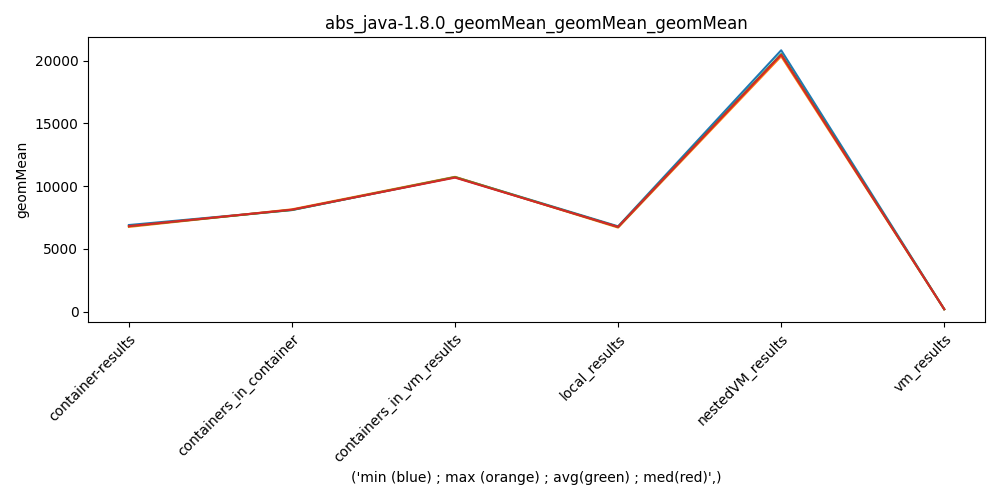 abs_java-1.8.0_geomMean_geomMean_geomMean
geomMean
20000
15000
10000
5000
0
container-results
containers_in_container
containers_in_vm_results
local_results
nestedVM_results
vm_results
('min (blue) ; max (orange) ; avg(green) ; med(red)',)